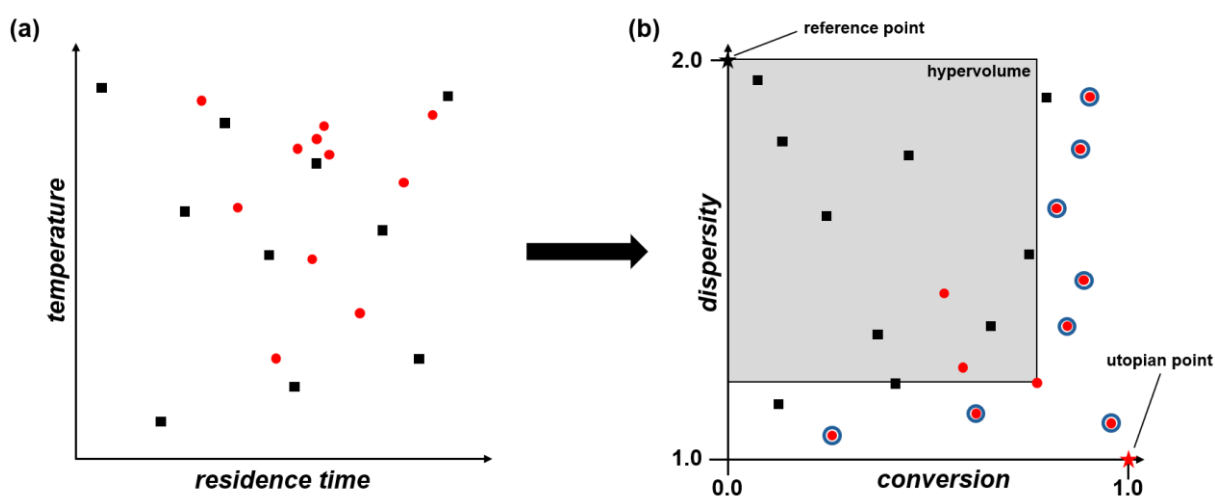 (a)
temperature
residence time
(b)
reference point
2.0
hypervolume
dispersity
utopian point
1.0
0.0
conversion
1.0